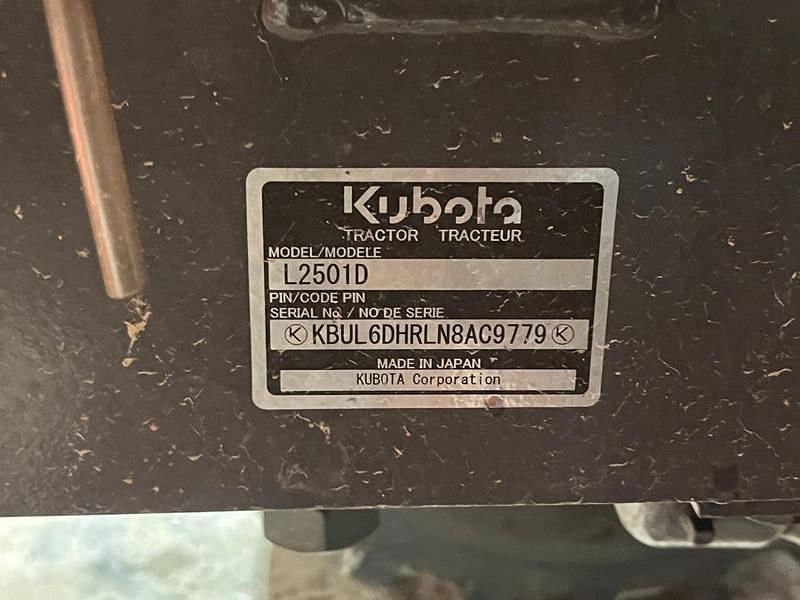 Kubota
TRACTOR TRACTEUR
MODEL/MODELE
L2501D
PIN/CODE PIN
SERIAL No. / NO DE SERIE
KBUL6DHRLN8AC9779
MADE IN JAPAN
KUBOTA Corporation